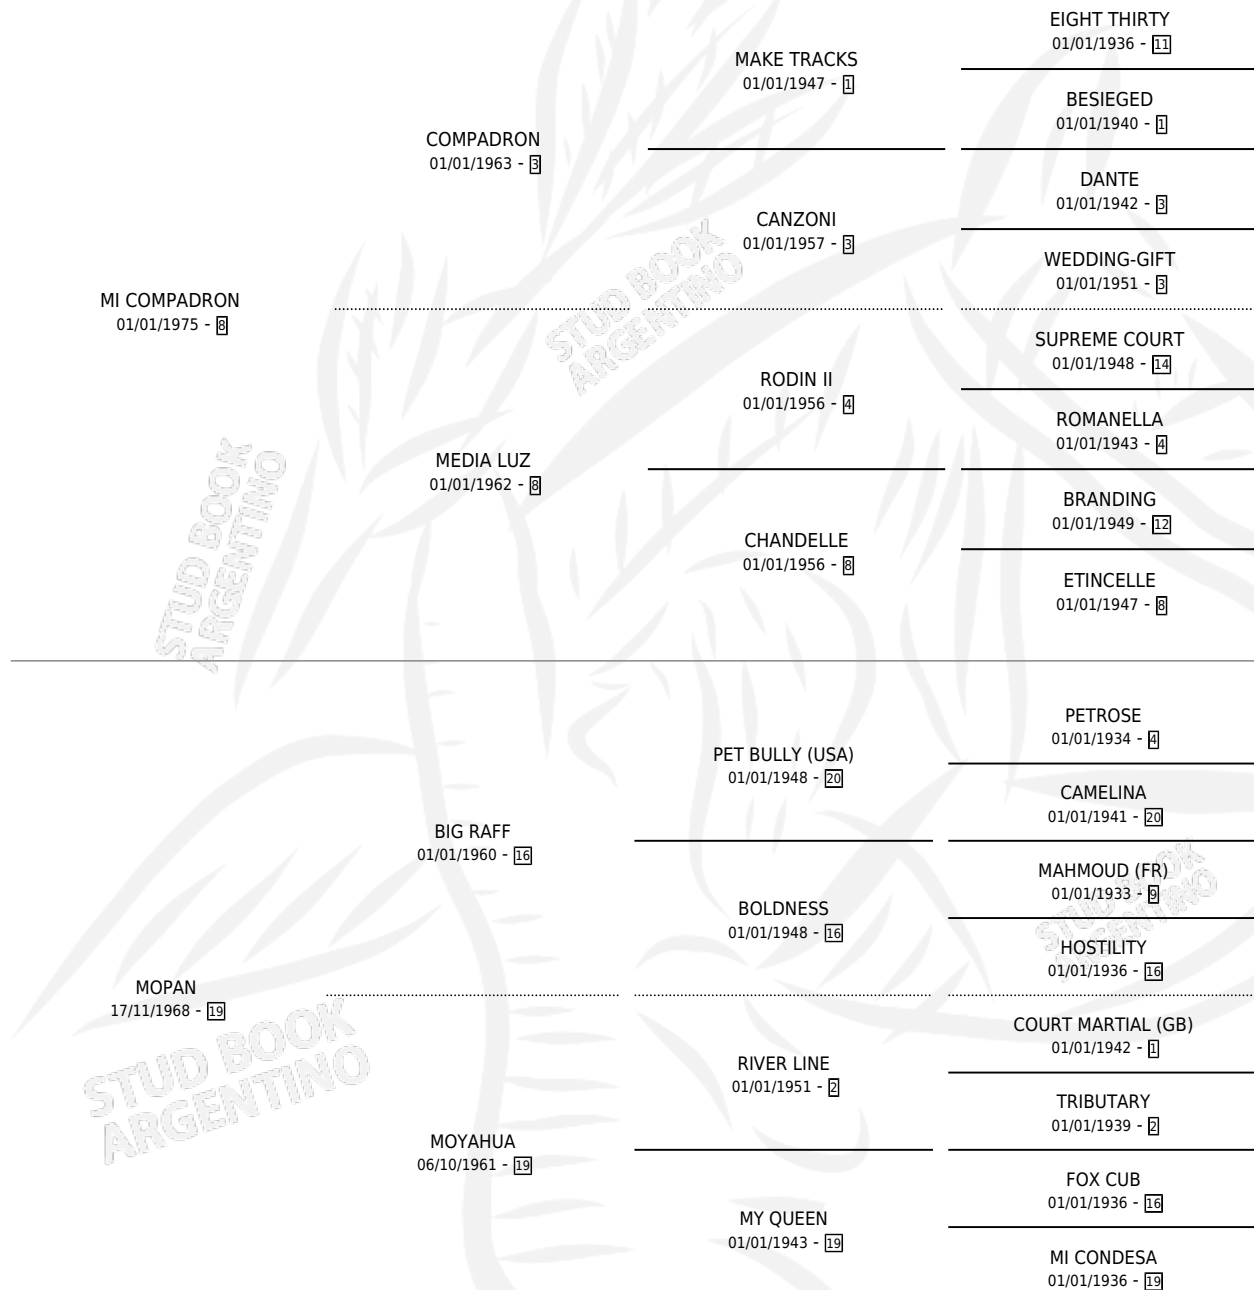 EIGHT THIRTY
01/01/1936 - 11
MAKE TRACKS
01/01/1947 - 1
BESIEGED
01/01/1940 - 1
COMPADRON
01/01/1963 - 3
DANTE
01/01/1942 - 3
CANZONI
01/01/1957 - 3
WEDDING-GIFT
01/01/1951 - 3
MI COMPADRON
01/01/1975 - 8
SUPREME COURT
01/01/1948 - 14
RODIN II
01/01/1956 - 4
ROMANELLA
01/01/1943 - 4
MEDIA LUZ
01/01/1962 - 8
BRANDING
01/01/1949 - 12
CHANDELLE
01/01/1956 - 8
ETINCELLE
01/01/1947 - 8
STUD BOOK
ARGENTINO
STUD BOOK
ARGENTINO
PETROSE
01/01/1934 - 4
PET BULLY (USA)
01/01/1948 - 20
CAMELINA
01/01/1941 - 20
BIG RAFF
01/01/1960 - 16
MAHMOUD (FR)
01/01/1933 - 9
BOLDNESS
01/01/1948 - 16
HOSTILITY
01/01/1936 - 16
MOPAN
17/11/1968 - 19
COURT MARTIAL (GB)
01/01/1942 - 1
RIVER LINE
01/01/1951 - 2
TRIBUTARY
01/01/1939 - 2
MOYAHUA
06/10/1961 - 19
FOX CUB
01/01/1936 - 16
MY QUEEN
01/01/1943 - 19
MI CONDESA
01/01/1936 - 19
STUD BOOK
ARGENTINO
STUD BOOK
ARGENTINO